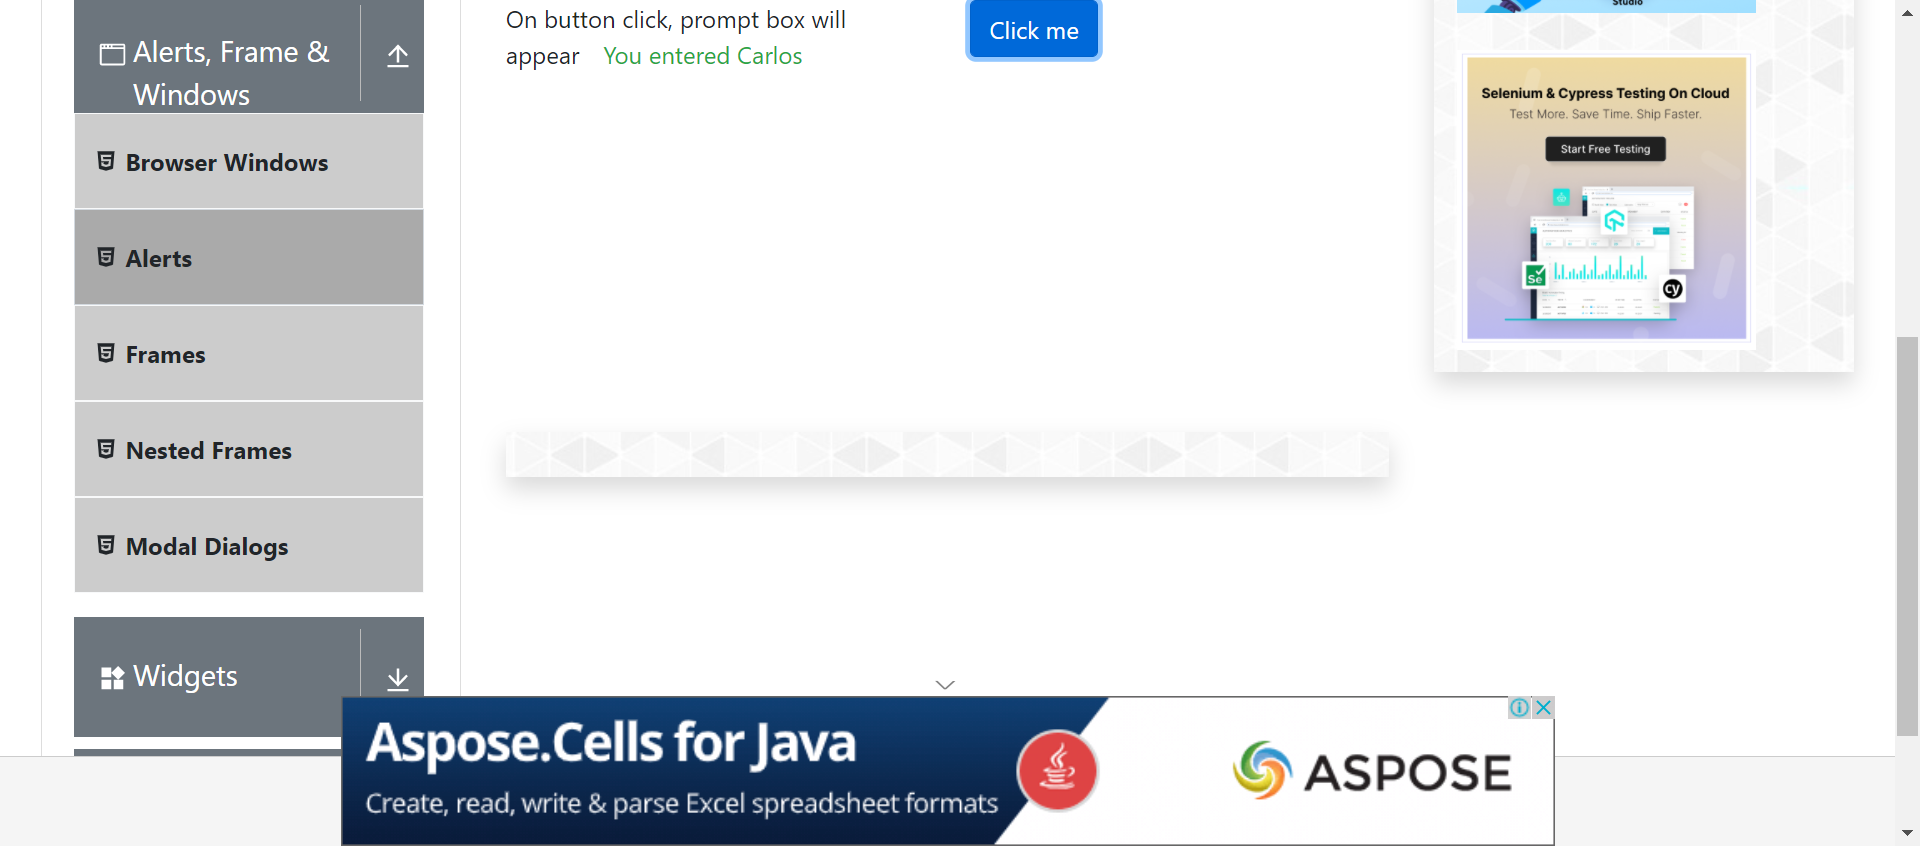 Alerts, Frame &
Windows
Browser Windows
Alerts
Frames
Nested Frames
Modal Dialogs
Widgets
On button click, prompt box will
appear You entered Carlos
Click me
Studio
Selenium & Cypress Testing On Cloud
Test More. Save Time. Ship Faster.
Start Free Testing
Se
cy
Aspose.Cells for Java
Create, read, write & parse Excel spreadsheet formats
ASPOSE